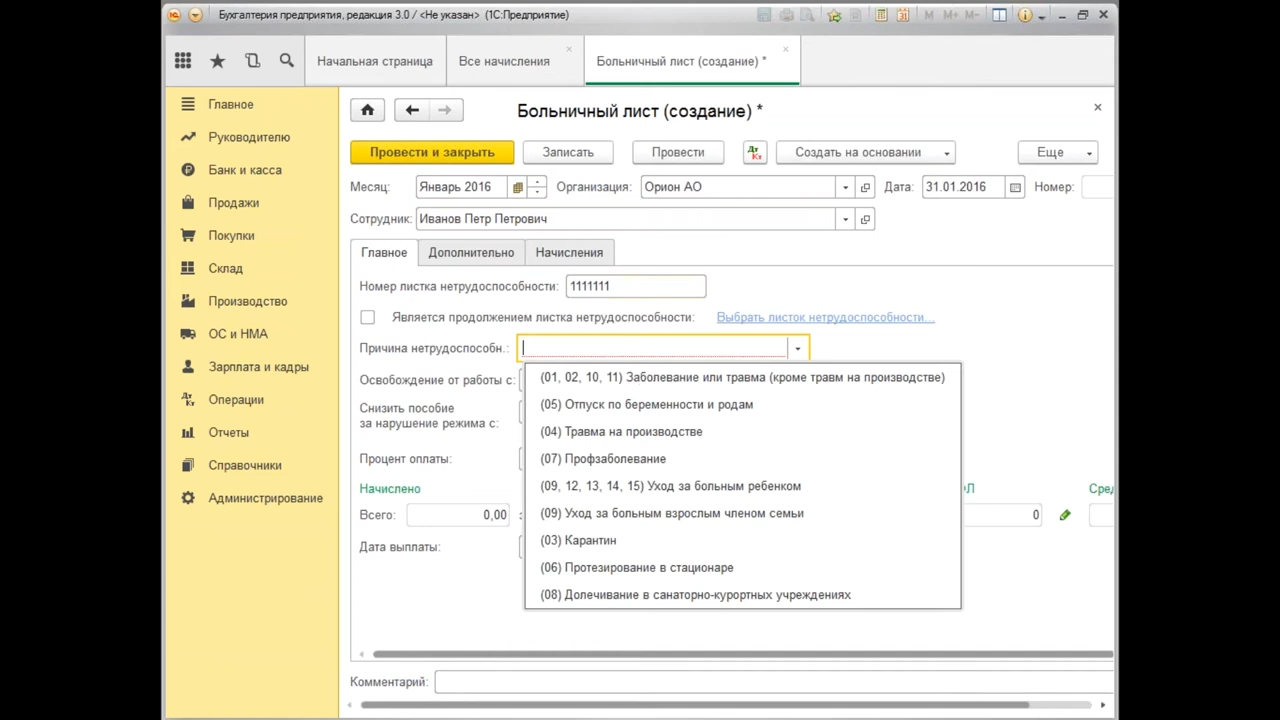 Бухгалтерия предприятия, редакция 3.0 / <Не указан> (1С:Предприятие)
M M+ M-
Начальная страница
Все начисления
Больничный лист (создание) *
Главное
Руководителю
Банк и касса
Продажи
Покупки
Склад
Производство
ОС и НМА
Зарплата и кадры
Операции
Отчеты
Справочники
Администрирование
Больничный лист (создание) *
Провести и закрыть
Записать
Провести
Дт Кт
Создать на основании
Еще
Месяц: Январь 2016 Организация: Орион АО Дата: 31.01.2016 Номер:
Сотрудник: Иванов Петр Петрович
Главное Дополнительно Начисления
Номер листка нетрудоспособности: 1111111
Является продолжением листка нетрудоспособности: Выбрать листок нетрудоспособности...
Причина нетрудоспособн.:
(01, 02, 10, 11) Заболевание или травма (кроме травм на производстве)
(05) Отпуск по беременности и родам
(04) Травма на производстве
(07) Профзаболевание
(09, 12, 13, 14, 15) Уход за больным ребенком
(09) Уход за больным взрослым членом семьи
(03) Карантин
(06) Протезирование в стационаре
(08) Долечивание в санаторно-курортных учреждениях
Освобождение от работы с:
Снизить пособие
за нарушение режима с:
Процент оплаты:
Начислено
Всего: 0,00
0
Дата выплаты:
Комментарий: